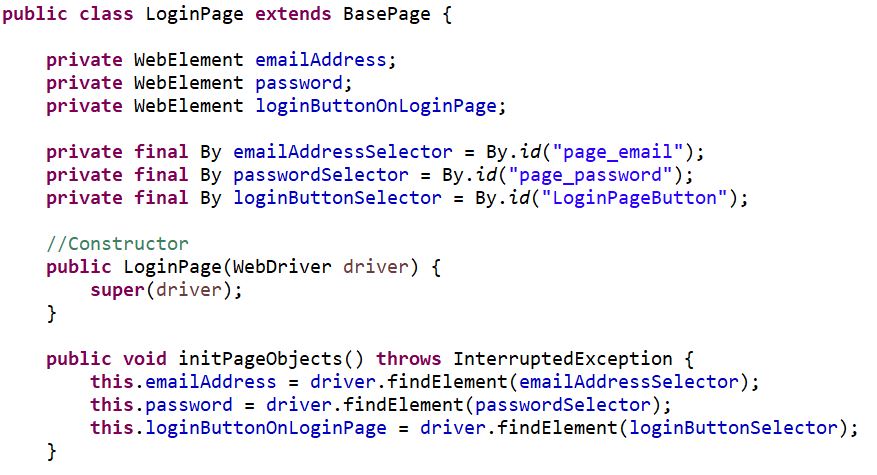 public class LoginPage extends BasePage {
private WebElement emailAddress;
private WebElement password;
private WebElement loginButtonOnLoginPage;
private final By emailAddressSelector = By.id("page_email");
private final By passwordSelector = By.id("page_password");
private final By loginButtonSelector = By.id("LoginPageButton");
//Constructor
public LoginPage(WebDriver driver) {
super(driver);
}
public void initPageObjects() throws InterruptedException {
this.emailAddress = driver.findElement(emailAddressSelector);
this.password = driver.findElement(passwordSelector);
this.loginButtonOnLoginPage = driver.findElement(loginButtonSelector);
}